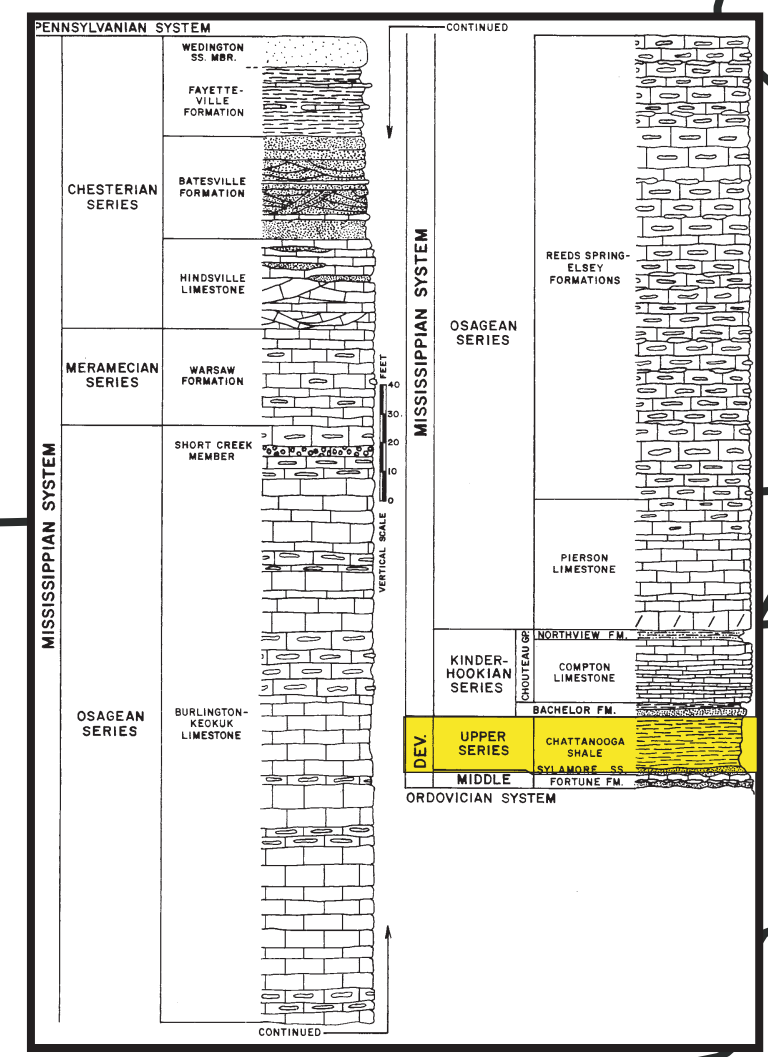 PENNSYLVANIAN SYSTEM
WEDINGTON
SS. MBR.
FAYETTE-
VILLE
FORMATION
CHESTERIAN
SERIES
BATESVILLE
FORMATION
HINDSVILLE
LIMESTONE
MERAMECIAN
SERIES
WARSAW
FORMATION
MISSISSIPPIAN SYSTEM
SHORT CREEK
MEMBER
OSAGEAN
SERIES
BURLINGTON-
KEOKUK
LIMESTONE
CONTINUED
FEET
40
30
20
10
0
VERTICAL SCALE
CONTINUED
MISSISSIPPIAN SYSTEM
OSAGEAN
SERIES
REEDS SPRING-
ELSEY
FORMATIONS
PIERSON
LIMESTONE
KINDER-
HOOKIAN
SERIES
CHOUTEAU GP.
NORTHVIEW FM.
COMPTON
LIMESTONE
BACHELOR FM.
DEV.
UPPER
SERIES
CHATTANOOGA
SHALE
SYLAMORE SS.
MIDDLE
FORTUNE FM.
ORDOVICIAN SYSTEM